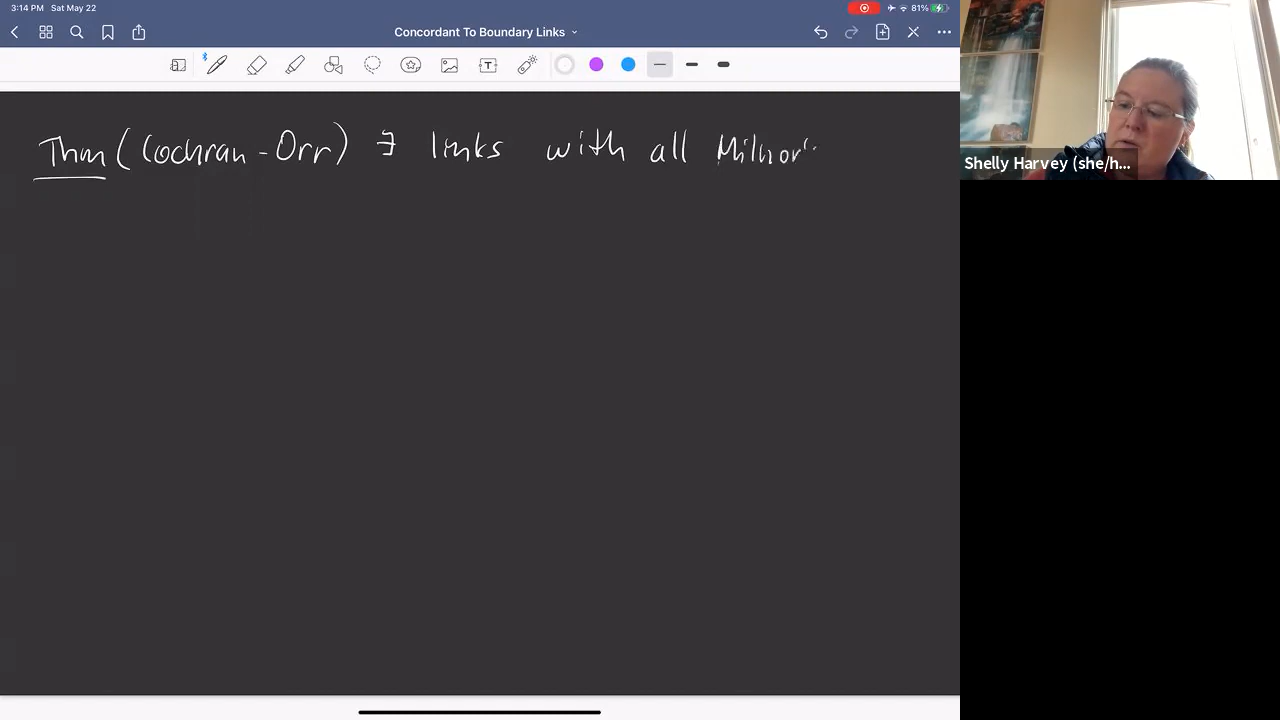 3:14 PM Sat May 22
81%
Concordant To Boundary Links
T
Thm (Cochran-Orr) ∃ links with all Milnor's
Shelly Harvey (she/h...